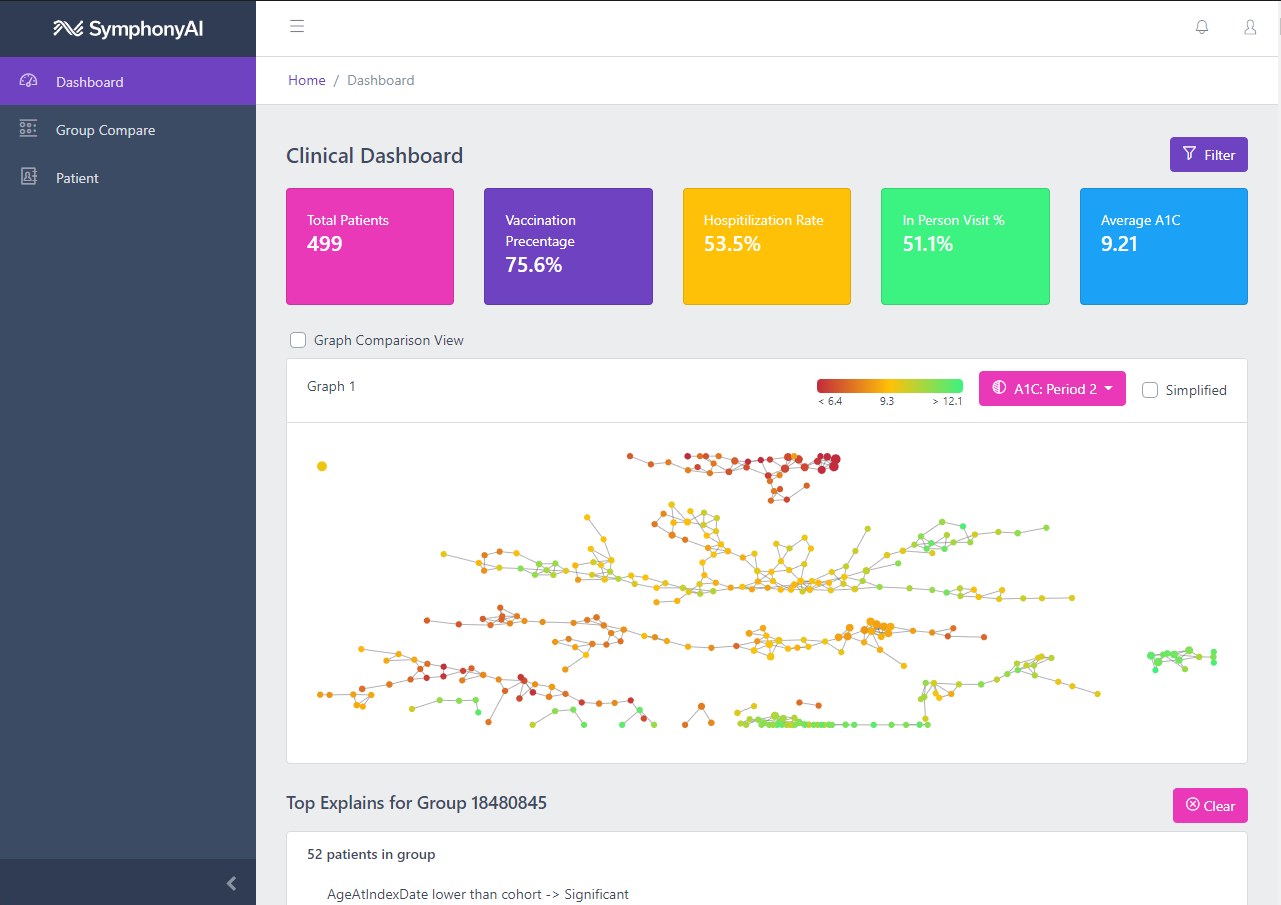 SymphonyAI
Dashboard
Group Compare
Patient
Home / Dashboard
Clinical Dashboard
Filter
Total Patients
499
Vaccination
Precentage
75.6%
Hospitilization Rate
53.5%
In Person Visit %
51.1%
Average A1C
9.21
Graph Comparison View
Graph 1
< 6.4 9.3 > 12.1
A1C: Period 2
Simplified
Top Explains for Group 18480845
Clear
52 patients in group
AgeAtIndexDate lower than cohort -> Significant